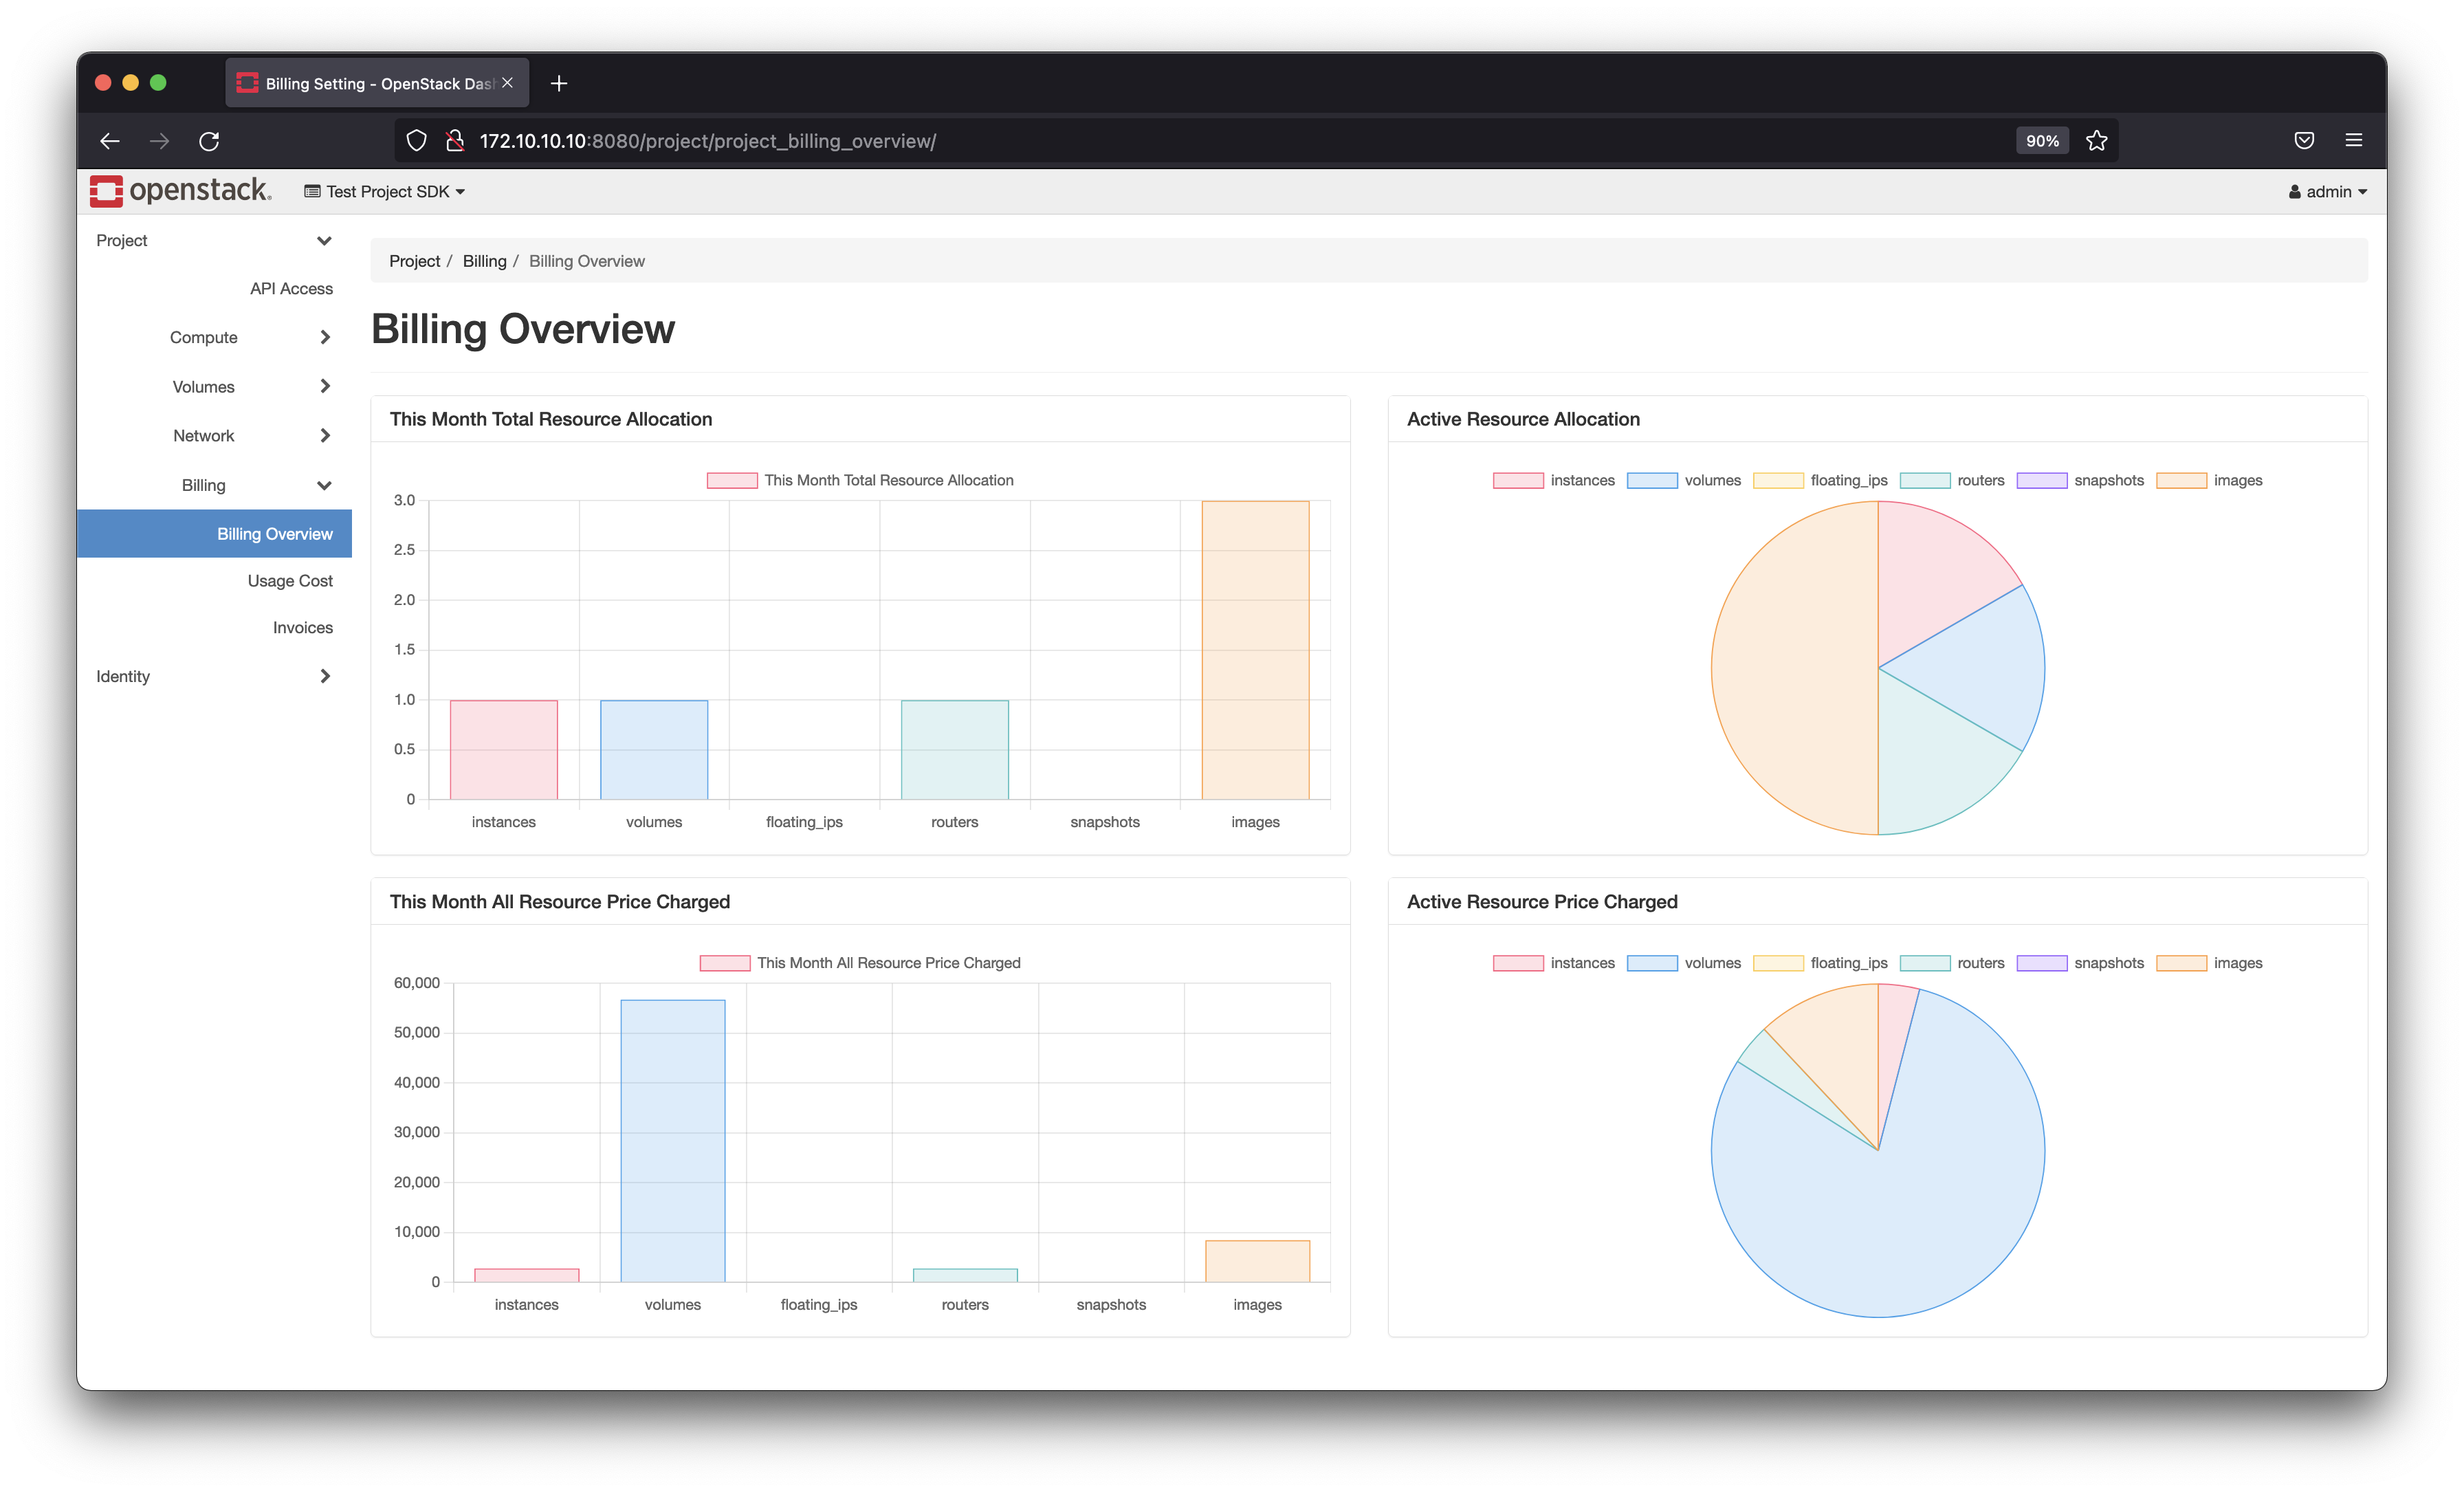 Billing Setting - OpenStack Das
172.10.10.10:8080/project/project_billing_overview/
90%
openstack.
Test Project SDK
admin
Project
API Access
Compute
Volumes
Network
Billing
Billing Overview
Usage Cost
Invoices
Identity
Project / Billing / Billing Overview
Billing Overview
This Month Total Resource Allocation
This Month Total Resource Allocation
3.0
2.5
2.0
1.5
1.0
0.5
0
instances volumes floating_ips routers snapshots images
Active Resource Allocation
instances volumes floating_ips routers snapshots images
This Month All Resource Price Charged
This Month All Resource Price Charged
60,000
50,000
40,000
30,000
20,000
10,000
0
instances volumes floating_ips routers snapshots images
Active Resource Price Charged
instances volumes floating_ips routers snapshots images